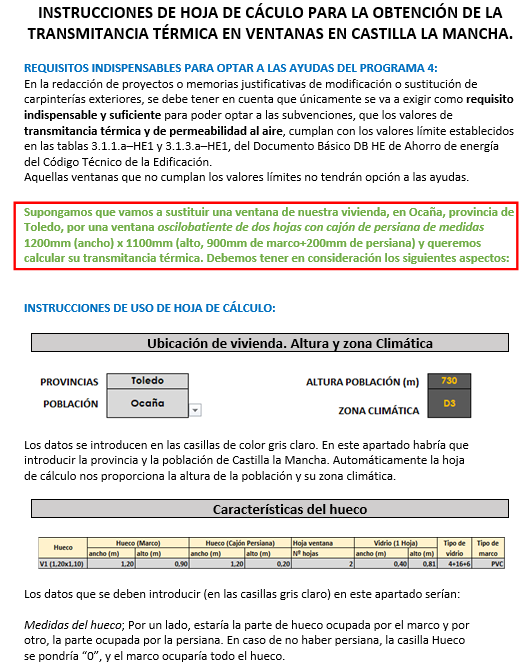 INSTRUCCIONES DE HOJA DE CÁCULO PARA LA OBTENCIÓN DE LA
TRANSMITANCIA TÉRMICA EN VENTANAS EN CASTILLA LA MANCHA.
REQUISITOS INDISPENSABLES PARA OPTAR A LAS AYUDAS DEL PROGRAMA 4:
En la redacción de proyectos o memorias justificativas de modificación o sustitución de
carpinterías exteriores, se debe tener en cuenta que únicamente se va a exigir como requisito
indispensable y suficiente para poder optar a las subvenciones, que los valores de
transmitancia térmica y de permeabilidad al aire, cumplan con los valores límite establecidos
en las tablas 3.1.1.a–HE1 y 3.1.3.a–HE1, del Documento Básico DB HE de Ahorro de energía
del Código Técnico de la Edificación.
Aquellas ventanas que no cumplan los valores límites no tendrán opción a las ayudas.
Supongamos que vamos a sustituir una ventana de nuestra vivienda, en Ocaña, provincia de
Toledo, por una ventana oscilobatiente de dos hojas con cajón de persiana de medidas
1200mm (ancho) x 1100mm (alto, 900mm de marco+200mm de persiana) y queremos
calcular su transmitancia térmica. Debemos tener en consideración los siguientes aspectos:
INSTRUCCIONES DE USO DE HOJA DE CÁLCULO:
Ubicación de vivienda. Altura y zona Climática
PROVINCIAS Toledo ALTURA POBLACIÓN (m) 730
POBLACIÓN Ocaña ZONA CLIMÁTICA D3
Los datos se introducen en las casillas de color gris claro. En este apartado habría que
introducir la provincia y la población de Castilla la Mancha. Automáticamente la hoja
de cálculo nos proporciona la altura de la población y su zona climática.
Características del hueco
Hueco Hueco (Marco) Hueco (Cajón Persiana) Hoja ventana Vidrio (1 Hoja) Tipo de Tipo de
ancho (m) alto (m) ancho (m) alto (m) Nº hojas ancho (m) alto (m) vidrio marco
V1 (1,20x1,10) 1,20 0,90 1,20 0,20 2 0,40 0,81 4+16+6 PVC
Los datos que se deben introducir (en las casillas gris claro) en este apartado serían:
Medidas del hueco; Por un lado, estaría la parte de hueco ocupada por el marco y por
otro, la parte ocupada por la persiana. En caso de no haber persiana, la casilla Hueco
se pondría “0”, y el marco ocuparía todo el hueco.